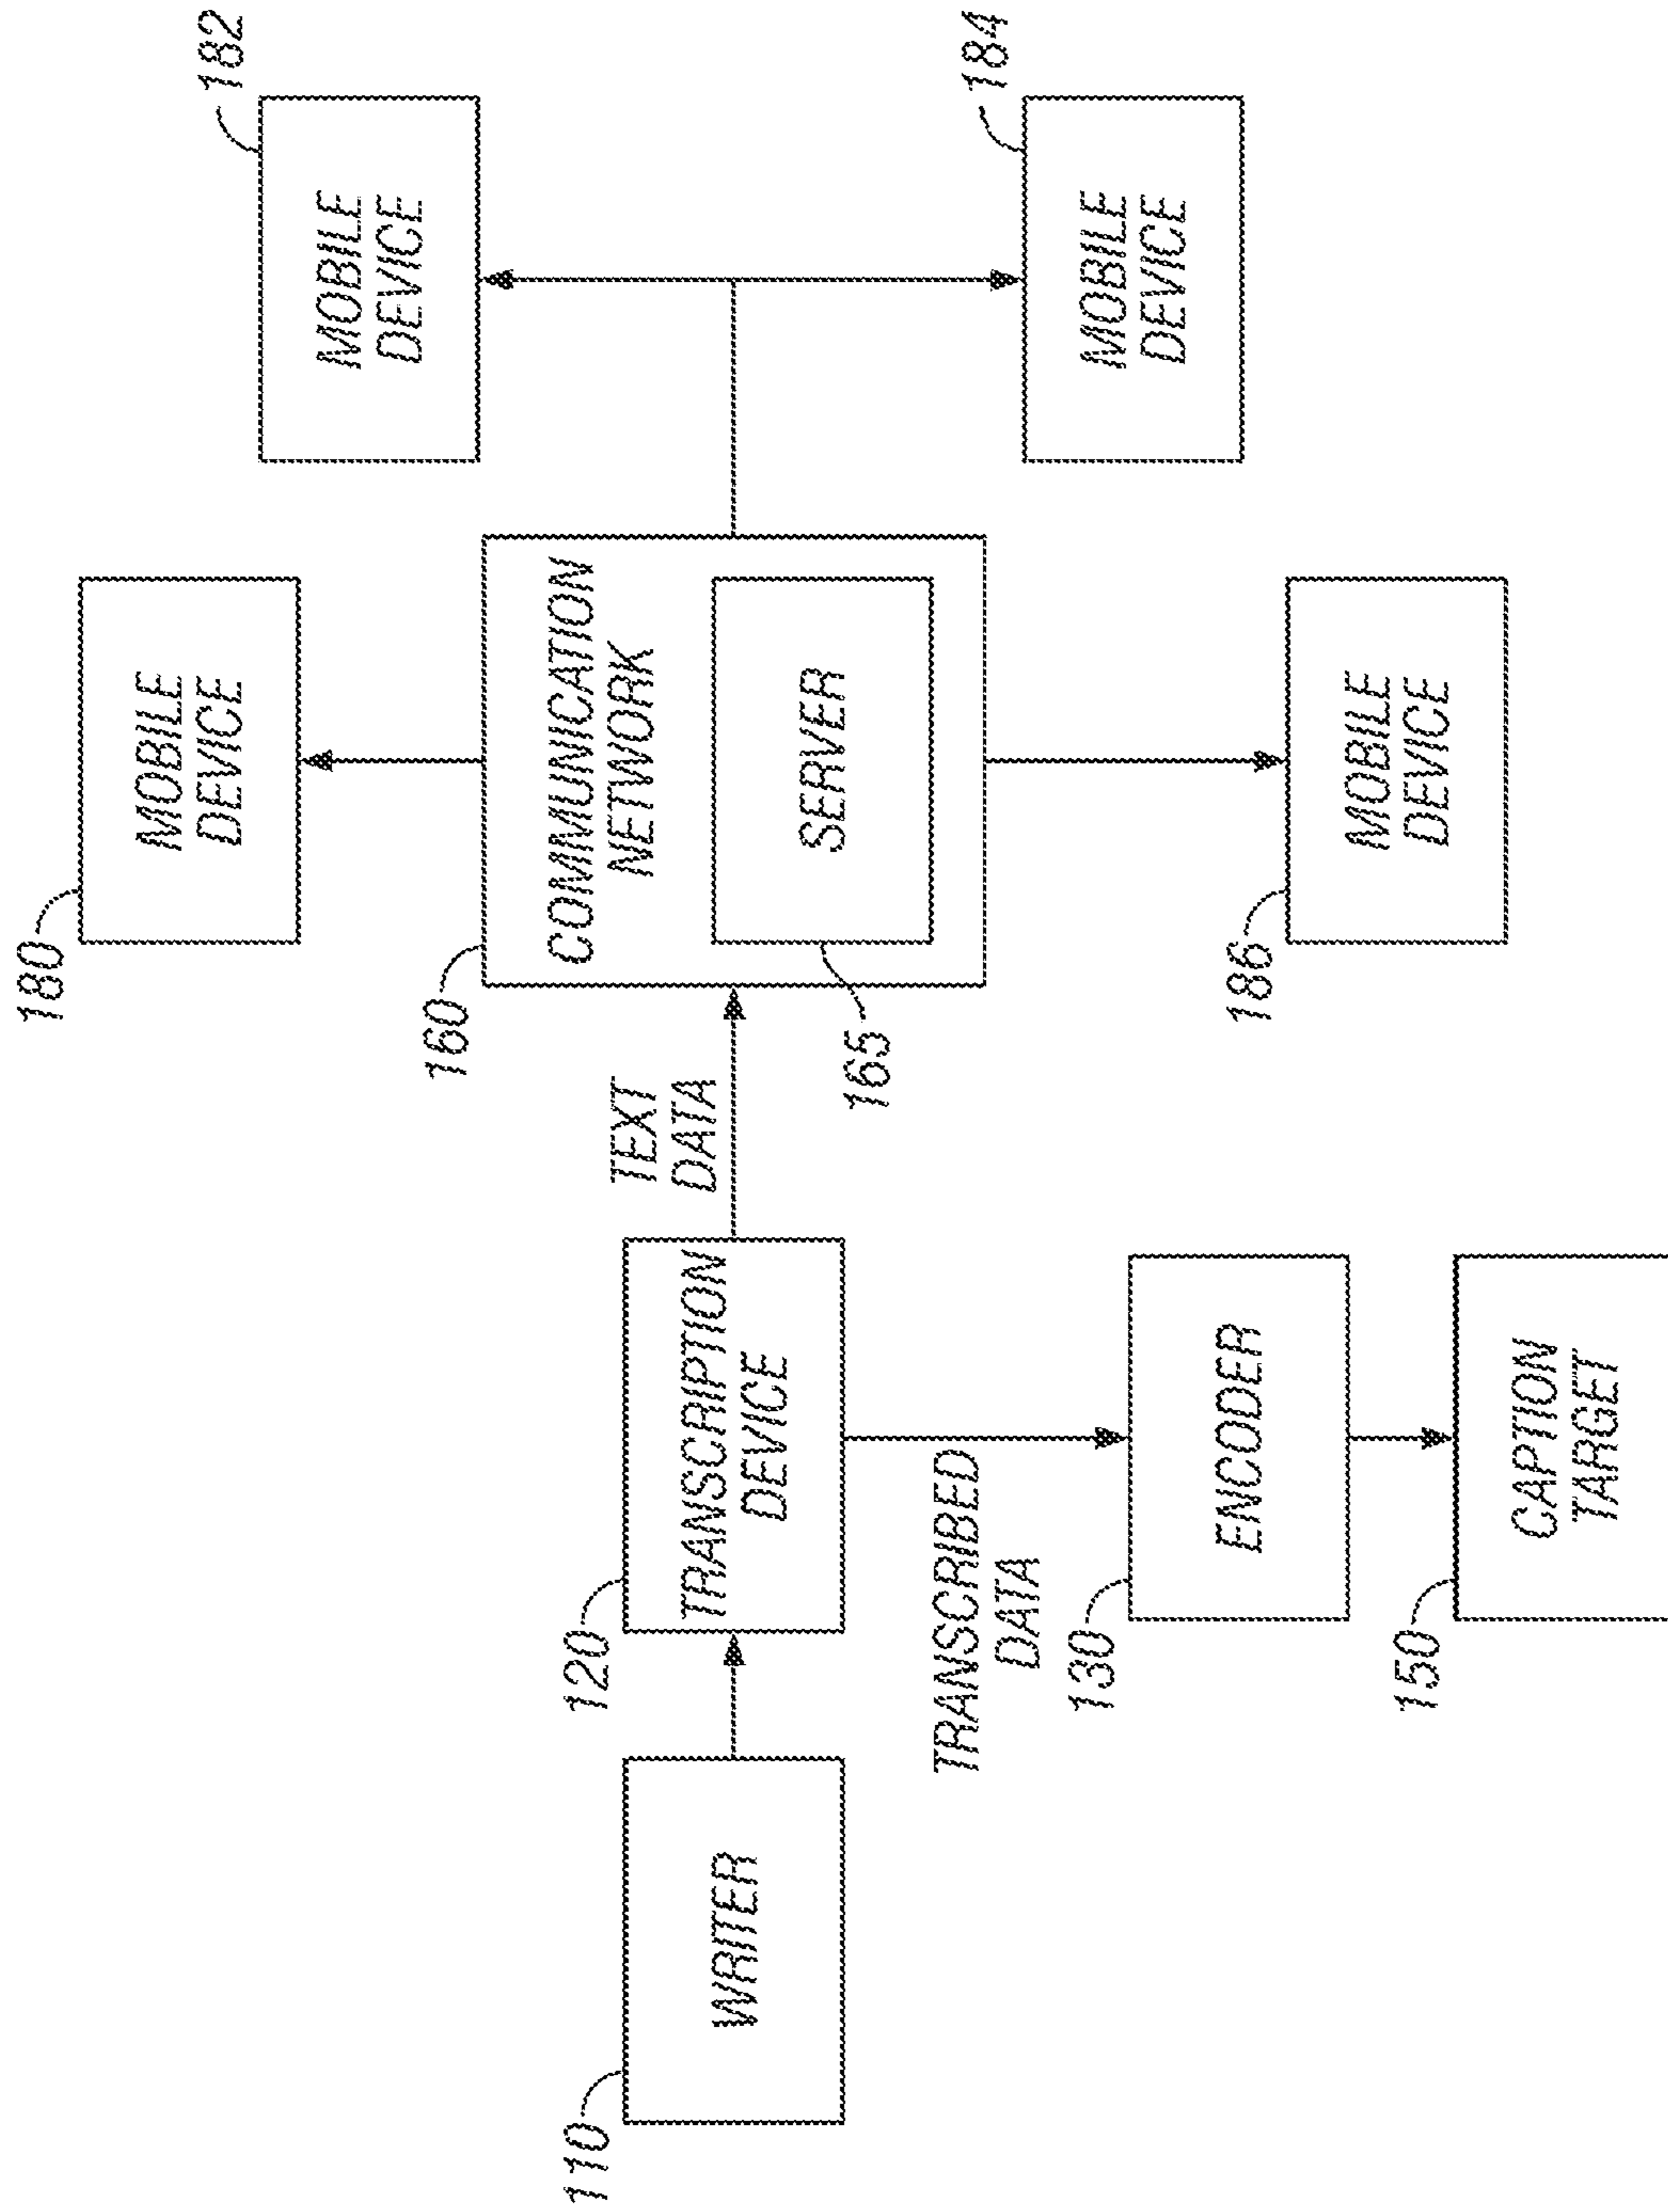 110
WRITER
120
TRANSCRIPTION
DEVICE
TEXT
DATA
TRANSCRIBED
DATA
130
ENCODER
150
CAPTION
TARGET
160
COMMUNICATION
NETWORK
165
SERVER
180
MOBILE
DEVICE
182
MOBILE
DEVICE
184
MOBILE
DEVICE
186
MOBILE
DEVICE